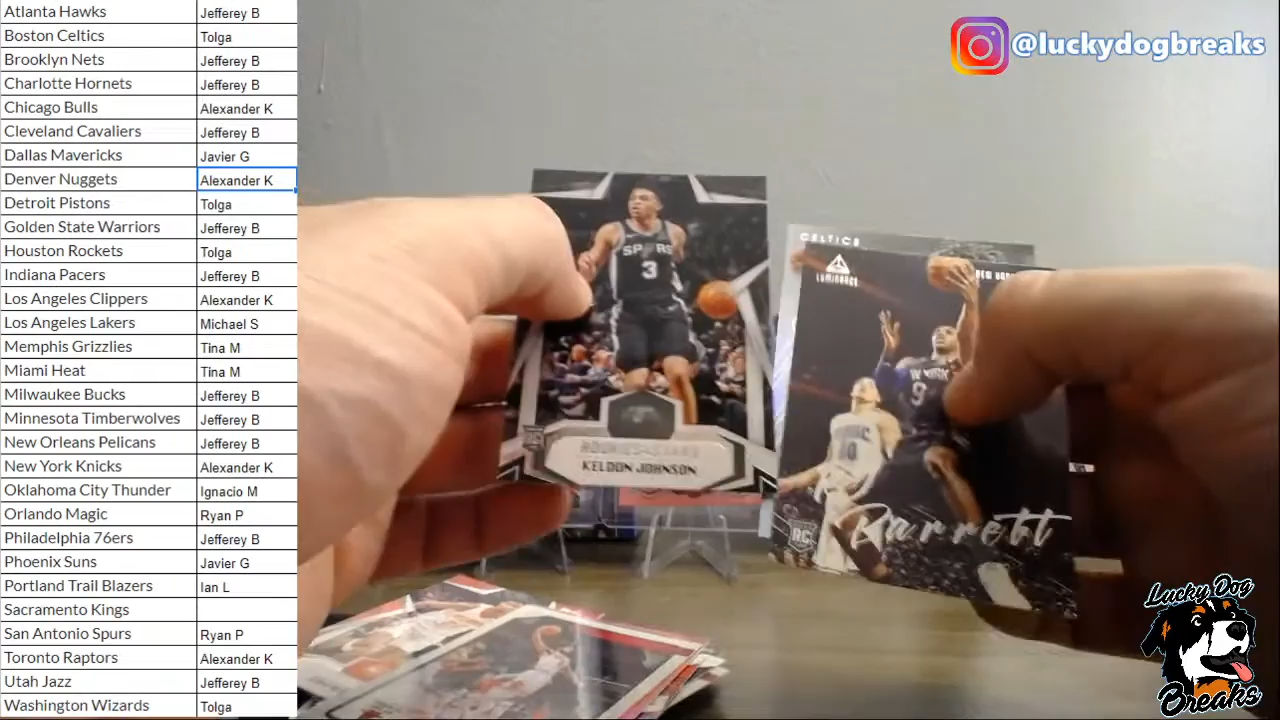 Atlanta Hawks Jefferey B
Boston Celtics Tolga
Brooklyn Nets Jefferey B
Charlotte Hornets Jefferey B
Chicago Bulls Alexander K
Cleveland Cavaliers Jefferey B
Dallas Mavericks Javier G
Denver Nuggets Alexander K
Detroit Pistons Tolga
Golden State Warriors Jefferey B
Houston Rockets Tolga
Indiana Pacers Jefferey B
Los Angeles Clippers Alexander K
Los Angeles Lakers Michael S
Memphis Grizzlies Tina M
Miami Heat Tina M
Milwaukee Bucks Jefferey B
Minnesota Timberwolves Jefferey B
New Orleans Pelicans Jefferey B
New York Knicks Alexander K
Oklahoma City Thunder Ignacio M
Orlando Magic Ryan P
Philadelphia 76ers Jefferey B
Phoenix Suns Javier G
Portland Trail Blazers Ian L
Sacramento Kings
San Antonio Spurs Ryan P
Toronto Raptors Alexander K
Utah Jazz Jefferey B
Washington Wizards Tolga
@luckydogbreaks
SPURS
3
RC
ROOKIES & STARS
KELDON JOHNSON
CELTICS
LUMINANCE
NEW
9
10
RC
Barrett
Lucky Dog
Breaks